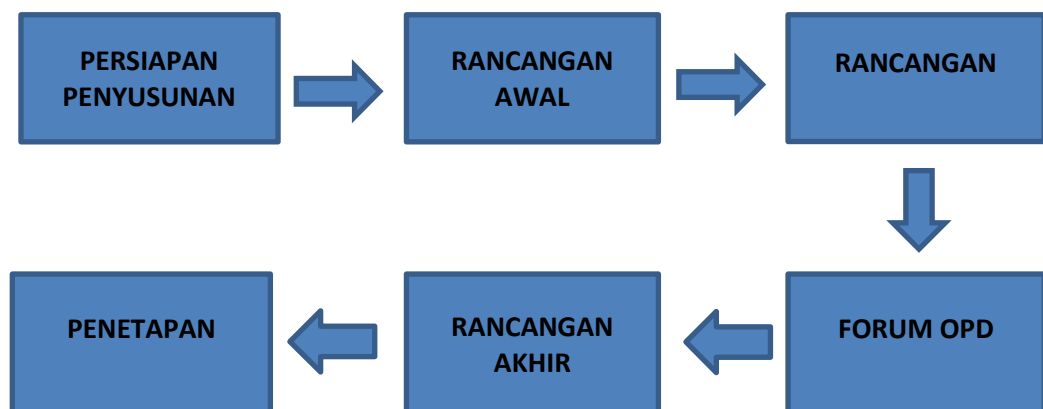 PERSIAPAN
PENYUSUNAN
RANCANGAN
AWAL
RANCANGAN
FORUM OPD
RANCANGAN
AKHIR
PENETAPAN